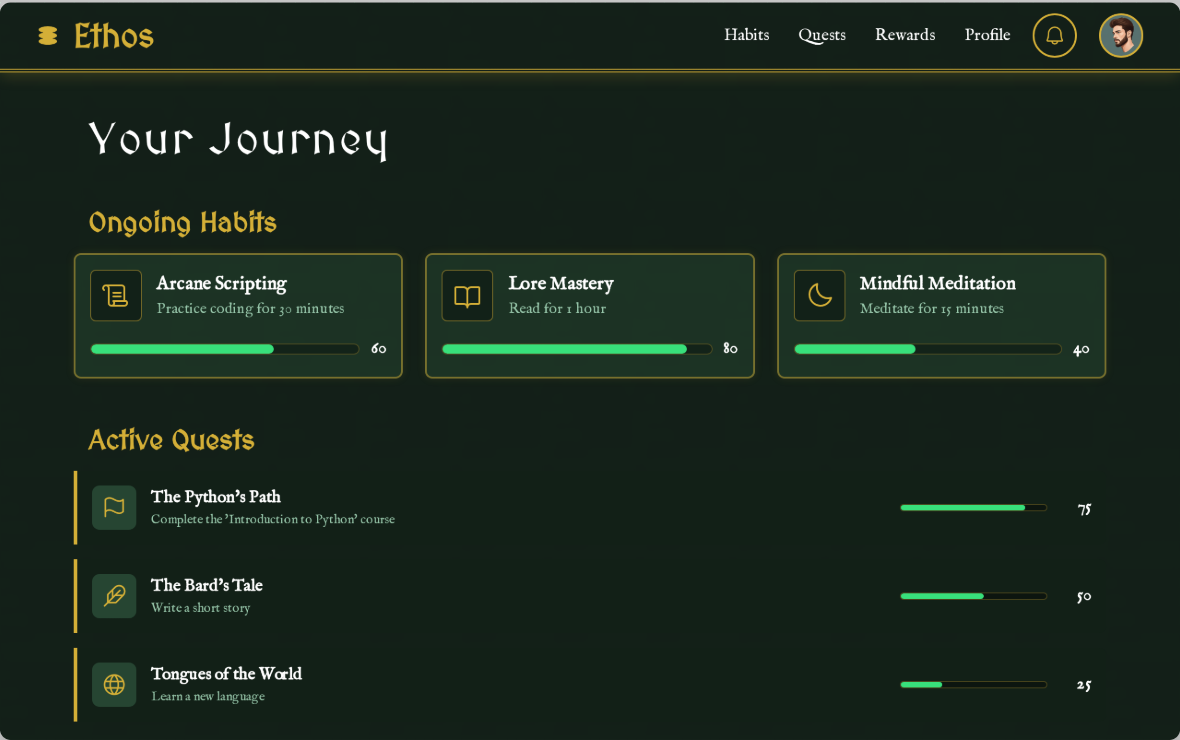 Ethos
Habits Quests Rewards Profile
Your Journey
Ongoing Habits
Arcane Scripting
Practice coding for 30 minutes
60
Lore Mastery
Read for 1 hour
80
Mindful Meditation
Meditate for 15 minutes
40
Active Quests
The Python's Path
Complete the 'Introduction to Python' course
75
The Bard's Tale
Write a short story
50
Tongues of the World
Learn a new language
25